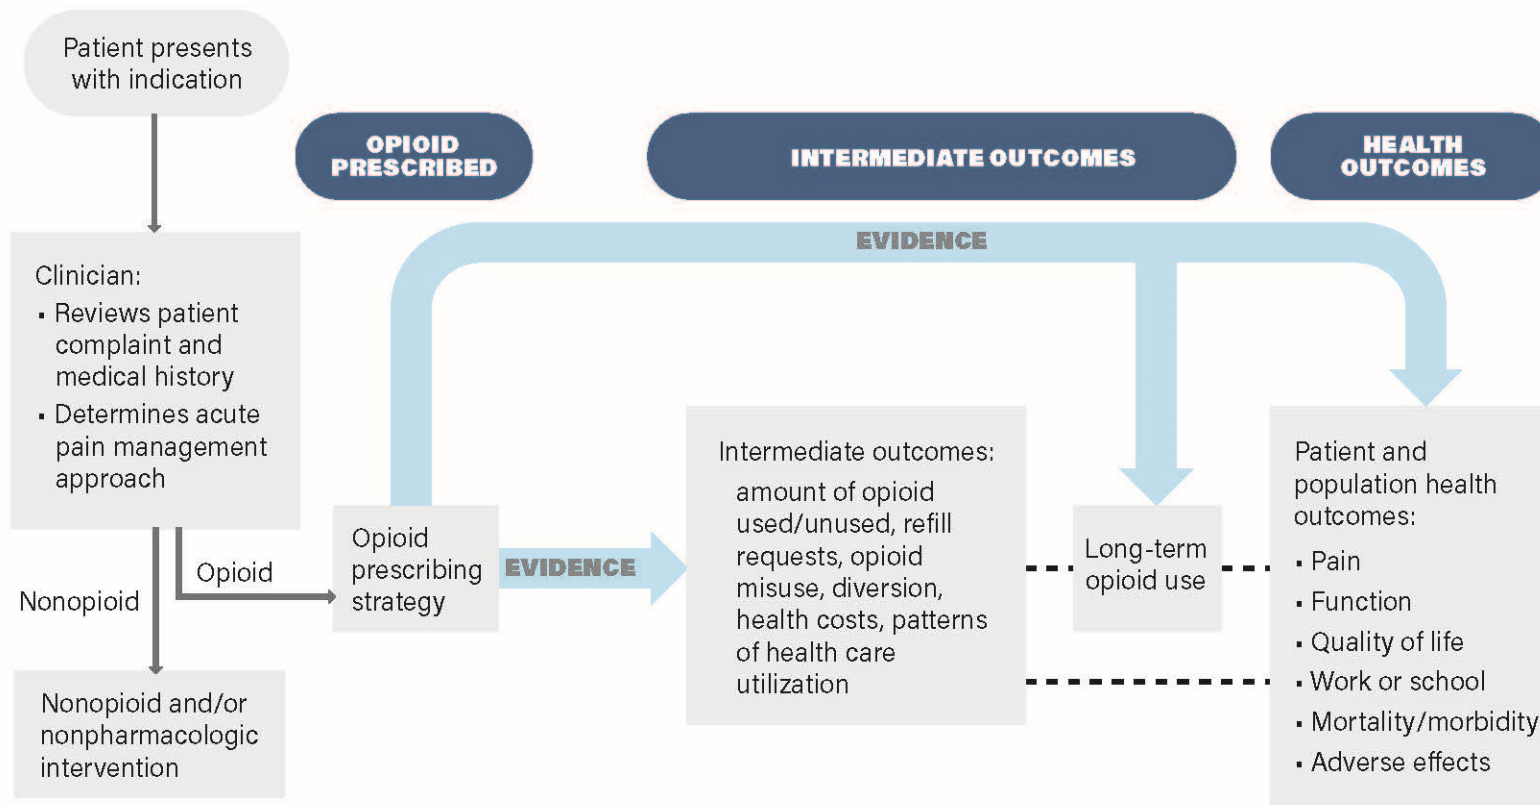 Patient presents
with indication
OPIOID
PRESCRIBED
INTERMEDIATE OUTCOMES
HEALTH
OUTCOMES
EVIDENCE
Clinician:
▪ Reviews patient
complaint and
medical history
▪ Determines acute
pain management
approach
Nonopioid
Opioid
Opioid
prescribing
strategy
EVIDENCE
Intermediate outcomes:
amount of opioid
used/unused, refill
requests, opioid
misuse, diversion,
health costs, patterns
of health care
utilization
Long-term
opioid use
Patient and
population health
outcomes:
▪ Pain
▪ Function
▪ Quality of life
▪ Work or school
▪ Mortality/morbidity
▪ Adverse effects
Nonopioid and/or
nonpharmacologic
intervention